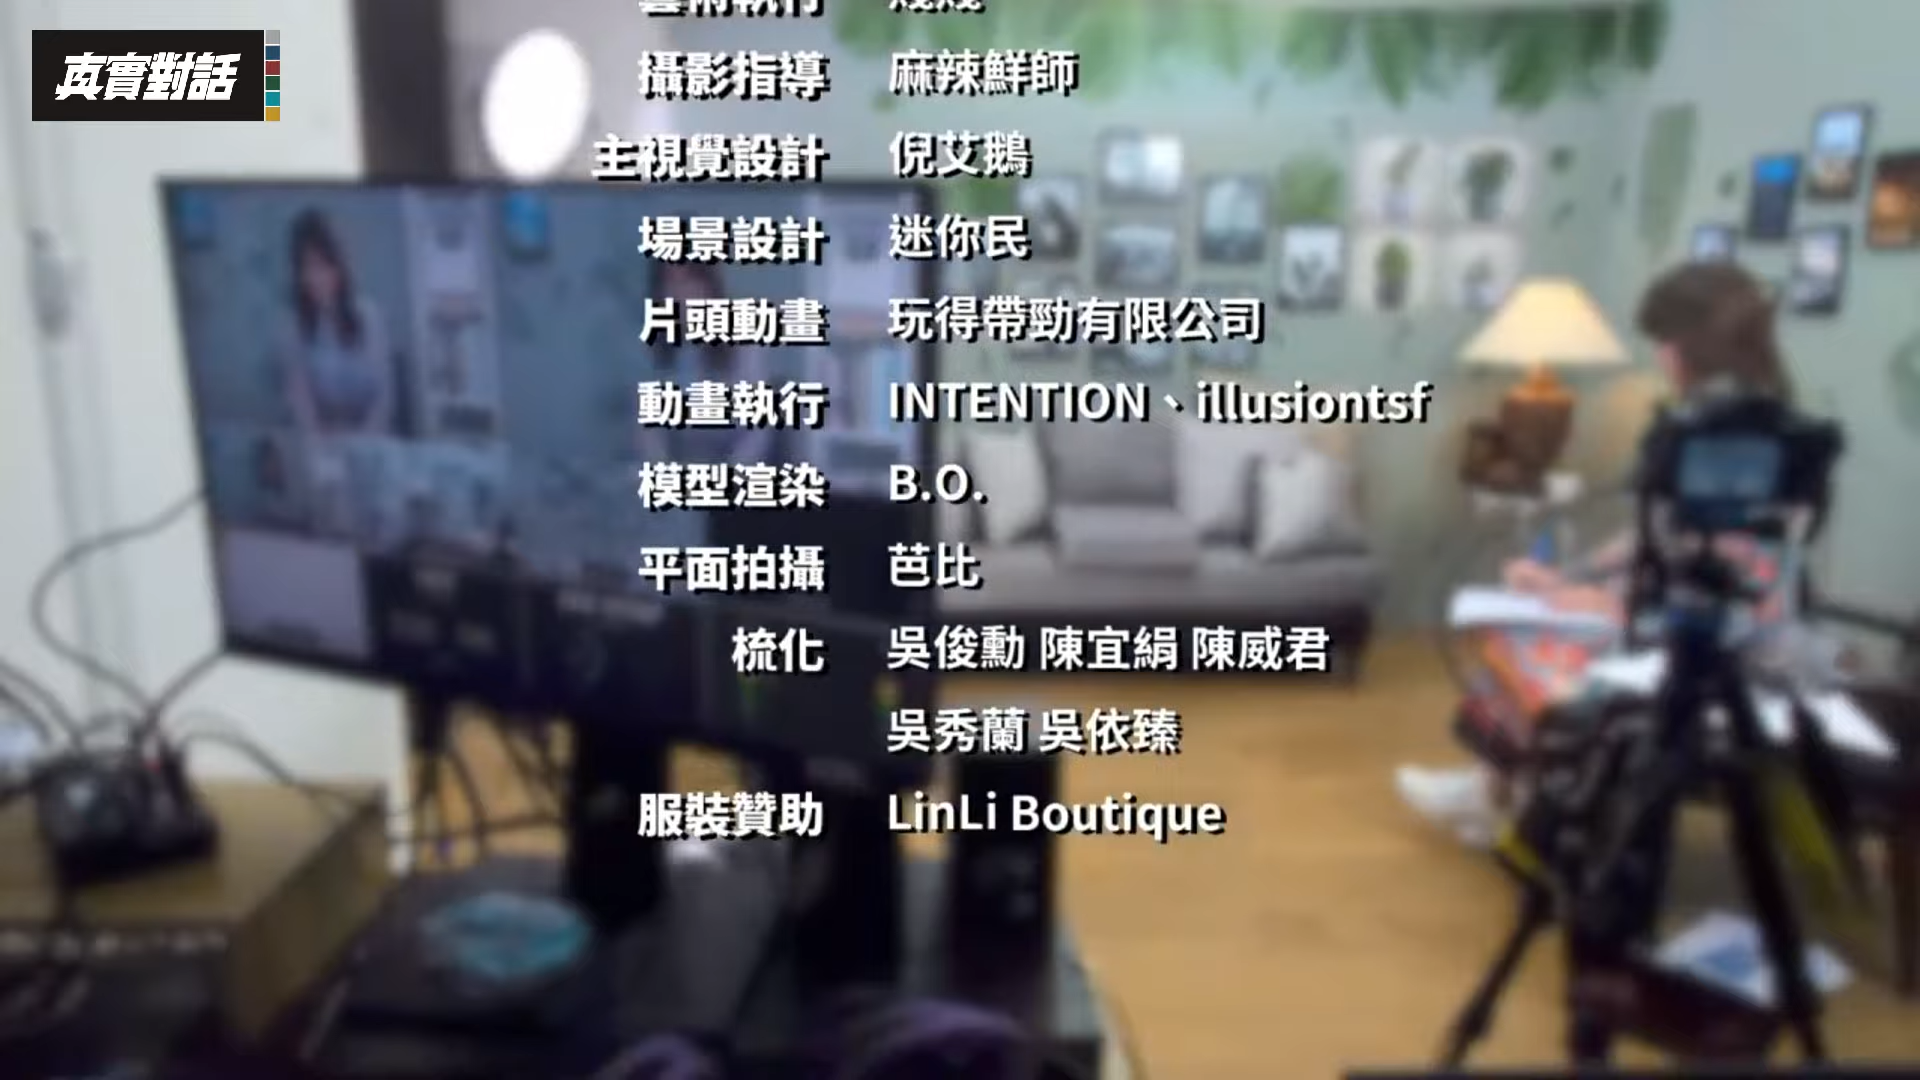 真實對話
攝影指導 麻辣鮮師
主視覺設計 倪艾鵝
場景設計 迷你民
片頭動畫 玩得帶勁有限公司
動畫執行 INTENTION、illusiontsf
模型渲染 B.O.
平面拍攝 芭比
梳化 吳俊勳 陳宜絹 陳威君
吳秀蘭 吳依臻
服裝贊助 LinLi Boutique